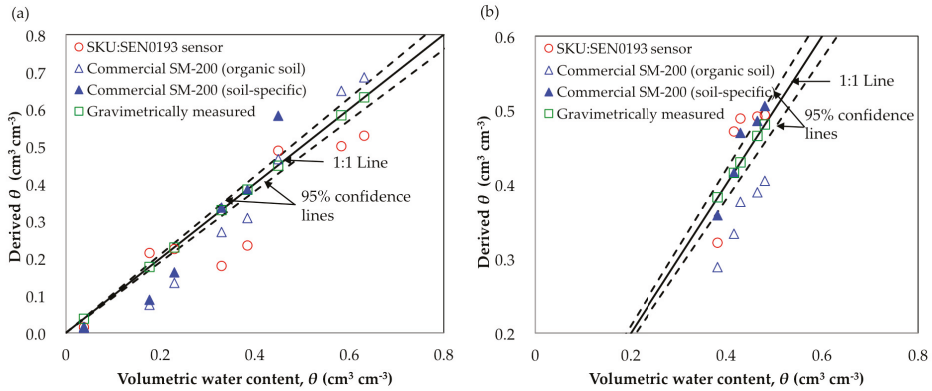 (a)
0.8
0.7
0.6
0.5
0.4
0.3
0.2
0.1
0.0
Derived θ (cm³ cm⁻³)
SKU:SEN0193 sensor
Commercial SM-200 (organic soil)
Commercial SM-200 (soil-specific)
Gravimetrically measured
1:1 Line
95% confidence
lines
0 0.2 0.4 0.6 0.8
Volumetric water content, θ (cm³ cm⁻³)
(b)
0.6
0.5
0.4
0.3
0.2
Derived θ (cm³ cm⁻³)
SKU:SEN0193 sensor
Commercial SM-200 (organic soil)
Commercial SM-200 (soil-specific)
Gravimetrically measured
1:1 Line
95% confidence
lines
0 0.2 0.4 0.6 0.8
Volumetric water content, θ (cm³ cm⁻³)